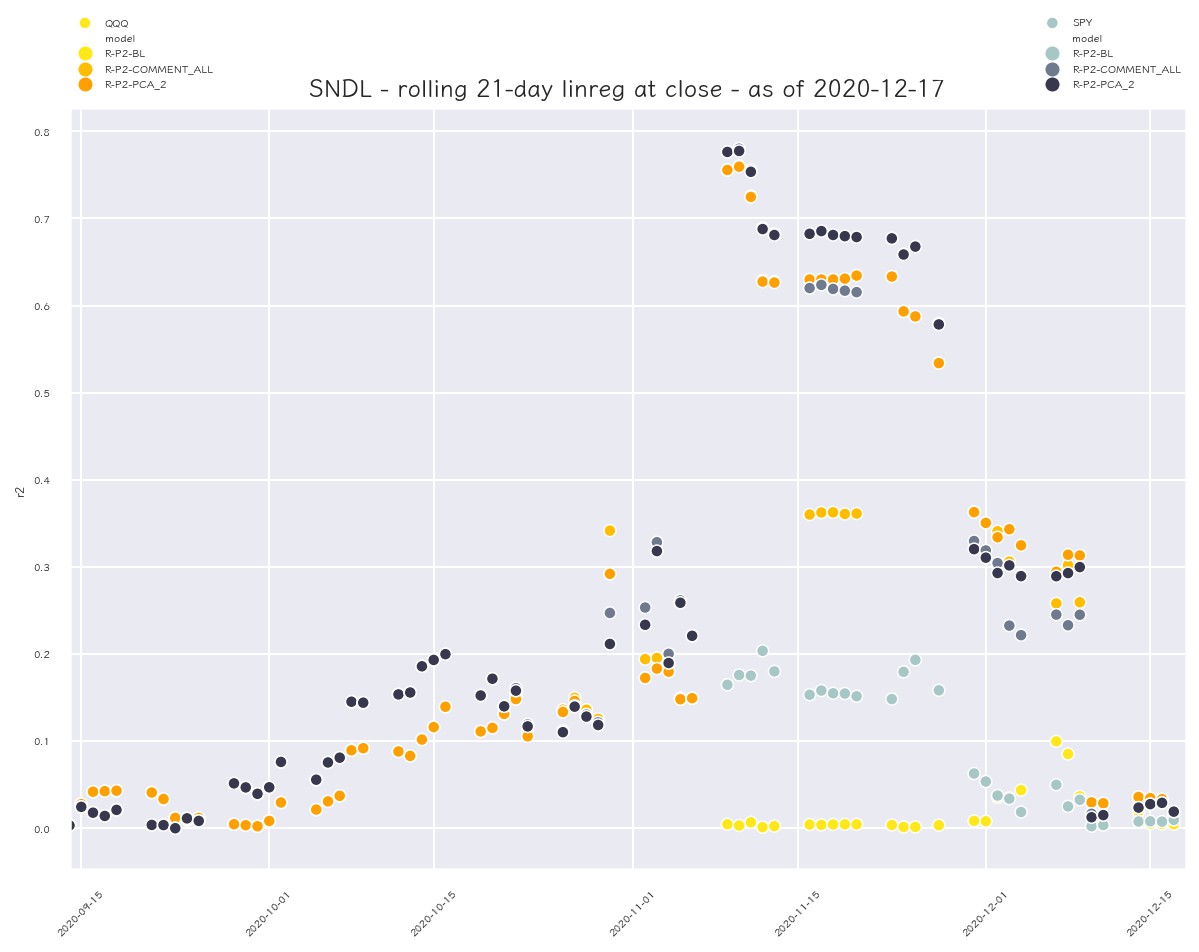 QQQ
model
R-P2-BL
R-P2-COMMENT_ALL
R-P2-PCA_2
SPY
model
R-P2-BL
R-P2-COMMENT_ALL
R-P2-PCA_2
SNDL - rolling 21-day linreg at close - as of 2020-12-17
0.8
0.7
0.6
0.5
0.4
0.3
0.2
0.1
0.0
r2
2020-09-15
2020-10-01
2020-10-15
2020-11-01
2020-11-15
2020-12-01
2020-12-15